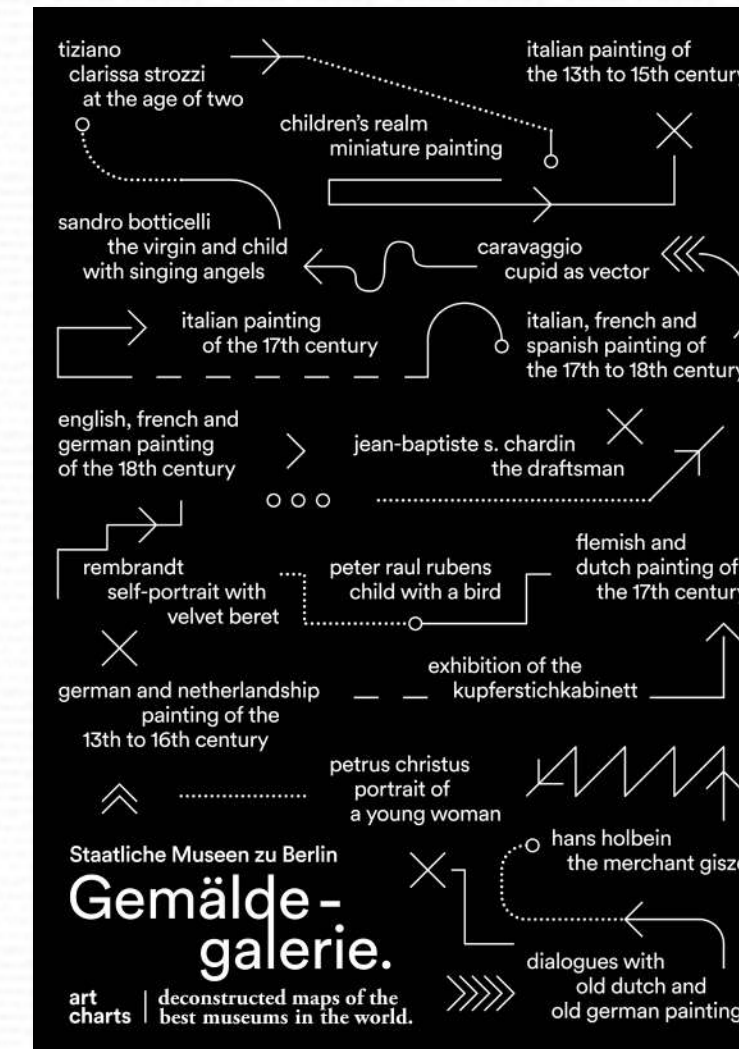 tiziano
clarissa strozzi
at the age of two
italian painting of
the 13th to 15th century
children's realm
miniature painting
sandro botticelli
the virgin and child
with singing angels
caravaggio
cupid as vector
italian painting
of the 17th century
italian, french and
spanish painting of
the 17th to 18th century
english, french and
german painting
of the 18th century
jean-baptiste s. chardin
the draftsman
rembrandt
self-portrait with
velvet beret
peter raul rubens
child with a bird
flemish and
dutch painting of
the 17th century
german and netherlandship
painting of the
13th to 16th century
exhibition of the
kupferstichkabinett
petrus christus
portrait of
a young woman
hans holbein
the merchant gisze
Staatliche Museen zu Berlin
Gemälde-
galerie.
dialogues with
old dutch and
old german painting
art
charts
deconstructed maps of the
best museums in the world.